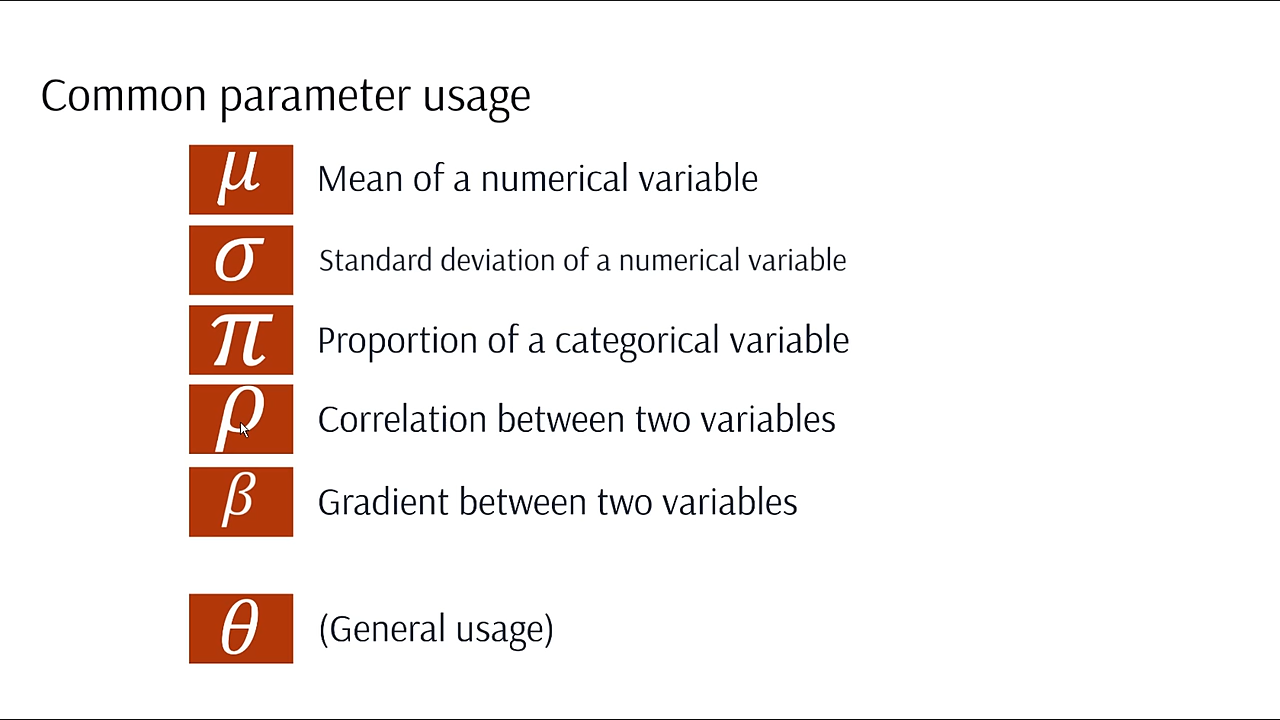 Common parameter usage
μ Mean of a numerical variable
σ Standard deviation of a numerical variable
π Proportion of a categorical variable
ρ Correlation between two variables
β Gradient between two variables
θ (General usage)